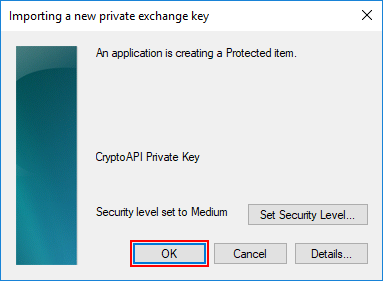 Importing a new private exchange key
An application is creating a Protected item.
CryptoAPI Private Key
Security level set to Medium
Set Security Level...
OK
Cancel
Details...